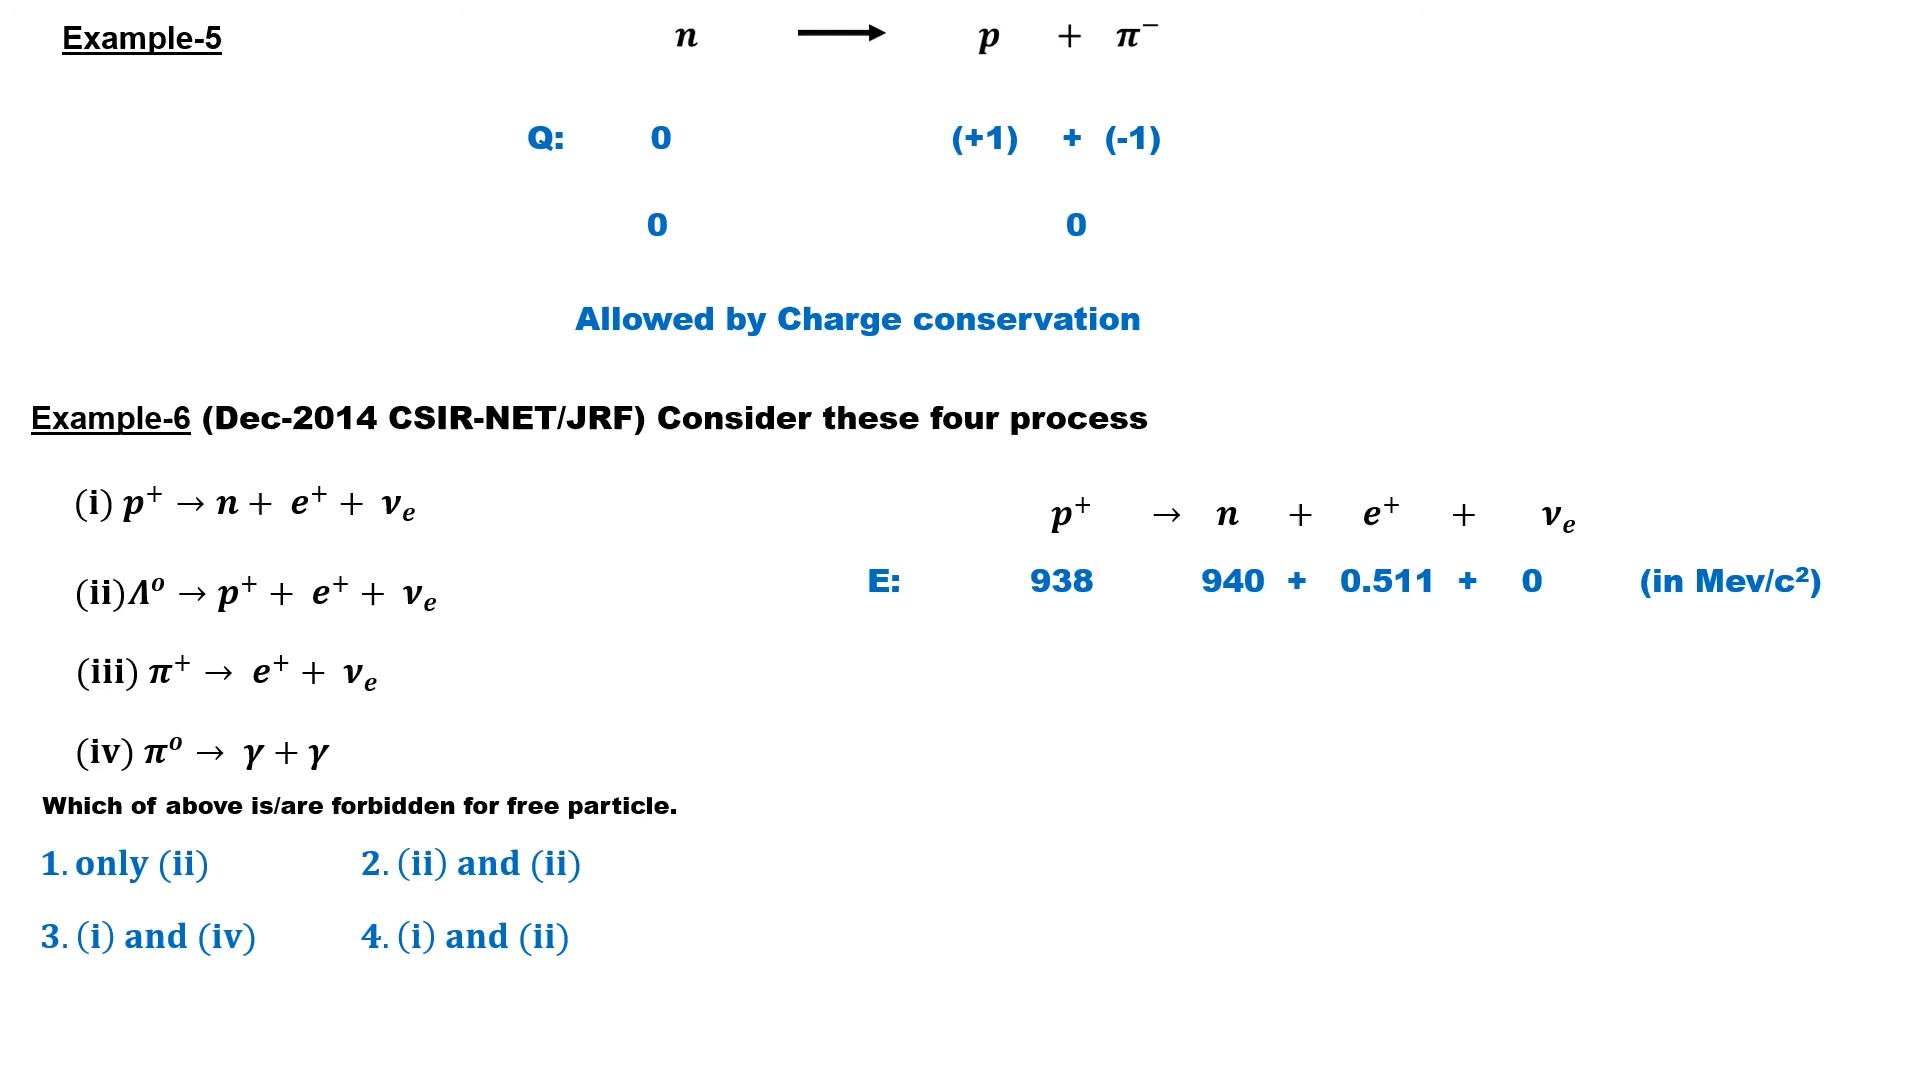 Example-5 n ⟶ p + π⁻
Q: 0 (+1) + (-1)
0 0
Allowed by Charge conservation
Example-6 (Dec-2014 CSIR-NET/JRF) Consider these four process
(i) p⁺ → n + e⁺ + νₑ
p⁺ → n + e⁺ + νₑ
E: 938 940 + 0.511 + 0 (in Mev/c²)
(ii) Λᵒ → p⁺ + e⁺ + νₑ
(iii) π⁺ → e⁺ + νₑ
(iv) πᵒ → γ + γ
Which of above is/are forbidden for free particle.
1. only (ii) 2. (ii) and (ii)
3. (i) and (iv) 4. (i) and (ii)